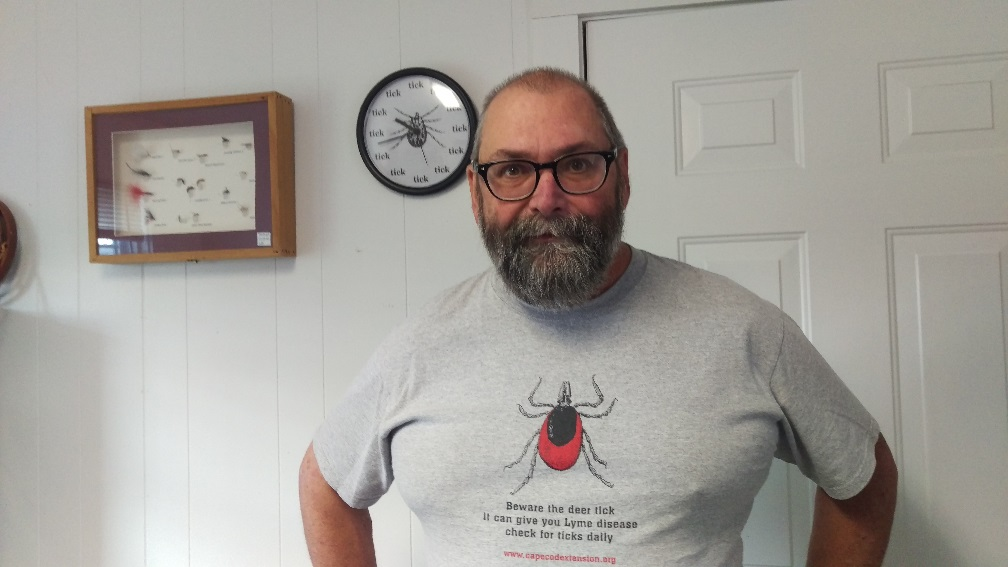 tick
tick
tick
tick
tick
tick
tick
tick
tick
tick
tick
Beware the deer tick
it can give you Lyme disease
check for ticks daily
www.capecodextension.org